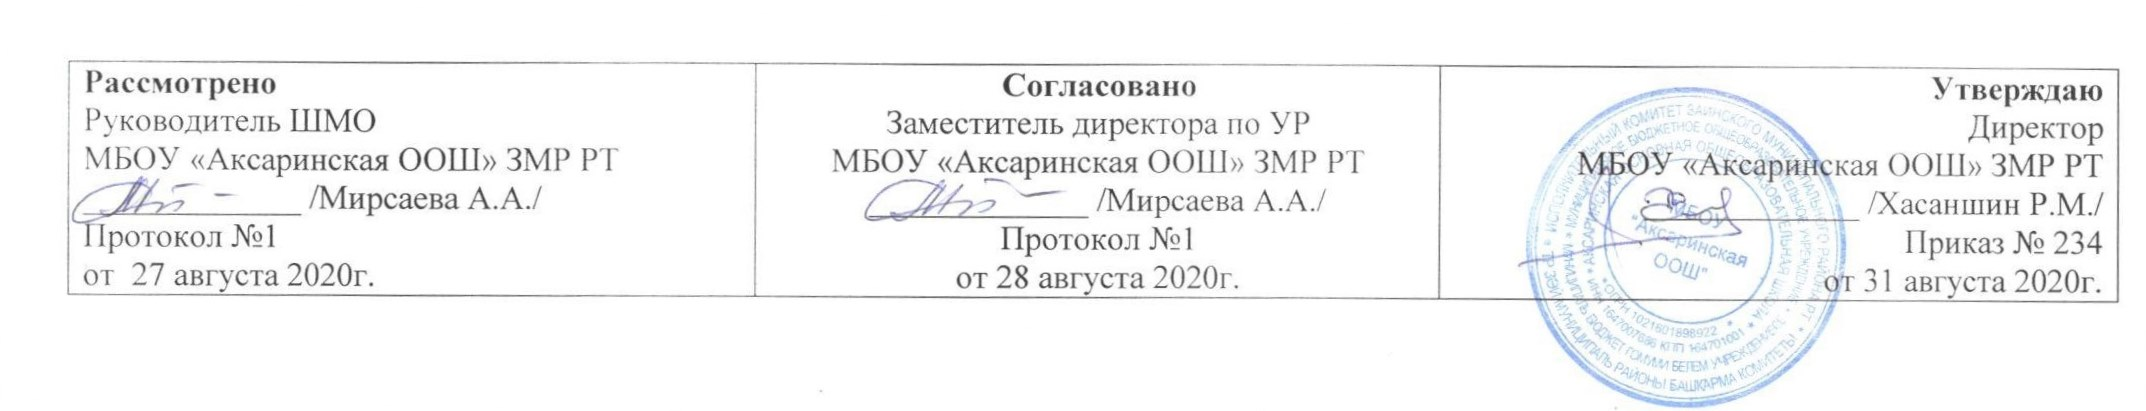 Рассмотрено
Руководитель ШМО
МБОУ «Аксаринская ООШ» ЗМР РТ
/Мирсаева А.А./
Протокол №1
от 27 августа 2020г.
Согласовано
Заместитель директора по УР
МБОУ «Аксаринская ООШ» ЗМР РТ
/Мирсаева А.А./
Протокол №1
от 28 августа 2020г.
Утверждаю
Директор
МБОУ «Аксаринская ООШ» ЗМР РТ
/Хасаншин Р.М./
Приказ № 234
от 31 августа 2020г.
МБОУ
"Аксаринская
ООШ"